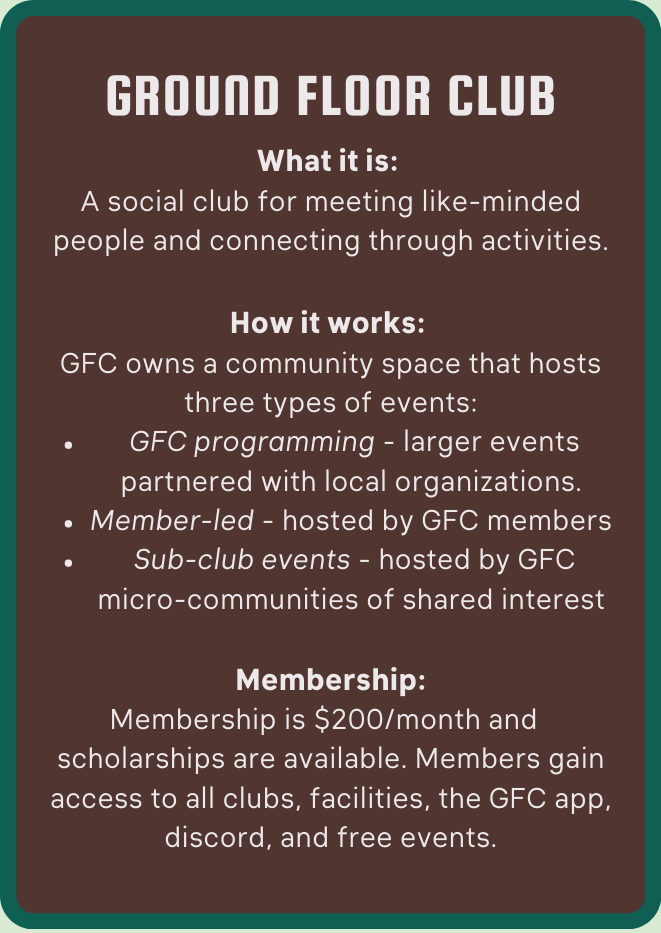 GROUND FLOOR CLUB
What it is:
A social club for meeting like-minded
people and connecting through activities.
How it works:
GFC owns a community space that hosts
three types of events:
• GFC programming - larger events
partnered with local organizations.
• Member-led - hosted by GFC members
• Sub-club events - hosted by GFC
micro-communities of shared interest
Membership:
Membership is $200/month and
scholarships are available. Members gain
access to all clubs, facilities, the GFC app,
discord, and free events.